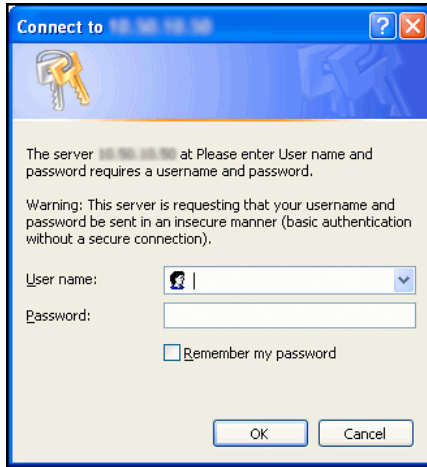 Connect to
The server at Please enter User name and
password requires a username and password.
Warning: This server is requesting that your username and
password be sent in an insecure manner (basic authentication
without a secure connection).
User name:
Password:
Remember my password
OK
Cancel